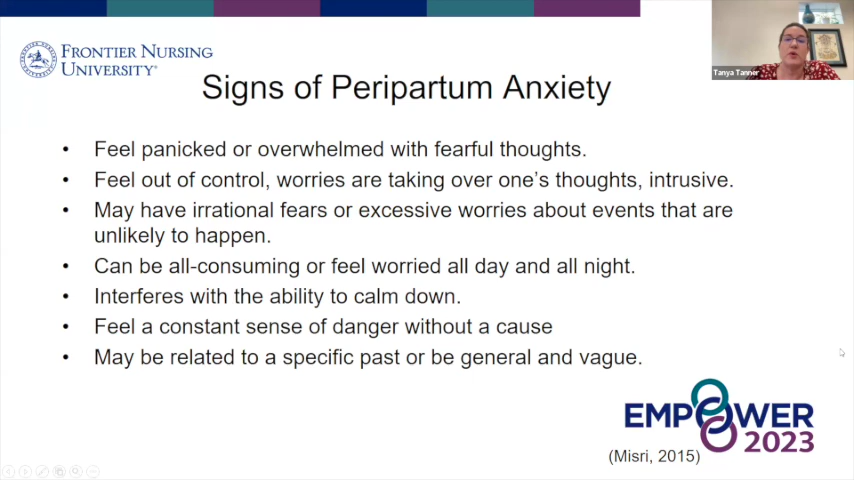 FRONTIER NURSING
UNIVERSITY®
Tanya Tanner
Signs of Peripartum Anxiety
• Feel panicked or overwhelmed with fearful thoughts.
• Feel out of control, worries are taking over one's thoughts, intrusive.
• May have irrational fears or excessive worries about events that are
unlikely to happen.
• Can be all-consuming or feel worried all day and all night.
• Interferes with the ability to calm down.
• Feel a constant sense of danger without a cause
• May be related to a specific past or be general and vague.
EMPOWER
2023
(Misri, 2015)